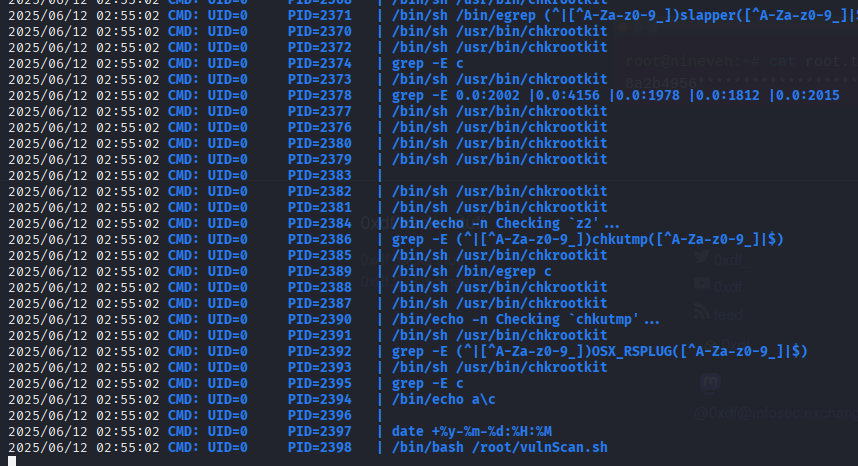 2025/06/12 02:55:02 CMD: UID=0     PID=2368   | /bin/sh /usr/bin/chkrootkit
2025/06/12 02:55:02 CMD: UID=0     PID=2371   | /bin/sh /bin/egrep (^|[^A-Za-z0-9_])slapper([^A-Za-z0-9_]|$
2025/06/12 02:55:02 CMD: UID=0     PID=2370   | /bin/sh /usr/bin/chkrootkit
2025/06/12 02:55:02 CMD: UID=0     PID=2372   | /bin/sh /usr/bin/chkrootkit
2025/06/12 02:55:02 CMD: UID=0     PID=2374   | grep -E c
2025/06/12 02:55:02 CMD: UID=0     PID=2373   | /bin/sh /usr/bin/chkrootkit
2025/06/12 02:55:02 CMD: UID=0     PID=2378   | grep -E 0.0:2002 |0.0:4156 |0.0:1978 |0.0:1812 |0.0:2015
2025/06/12 02:55:02 CMD: UID=0     PID=2377   | /bin/sh /usr/bin/chkrootkit
2025/06/12 02:55:02 CMD: UID=0     PID=2376   | /bin/sh /usr/bin/chkrootkit
2025/06/12 02:55:02 CMD: UID=0     PID=2380   | /bin/sh /usr/bin/chkrootkit
2025/06/12 02:55:02 CMD: UID=0     PID=2379   | /bin/sh /usr/bin/chkrootkit
2025/06/12 02:55:02 CMD: UID=0     PID=2383   |
2025/06/12 02:55:02 CMD: UID=0     PID=2382   | /bin/sh /usr/bin/chkrootkit
2025/06/12 02:55:02 CMD: UID=0     PID=2381   | /bin/sh /usr/bin/chkrootkit
2025/06/12 02:55:02 CMD: UID=0     PID=2384   | /bin/echo -n Checking `z2'...
2025/06/12 02:55:02 CMD: UID=0     PID=2386   | grep -E (^|[^A-Za-z0-9_])chkutmp([^A-Za-z0-9_]|$)
2025/06/12 02:55:02 CMD: UID=0     PID=2385   | /bin/sh /usr/bin/chkrootkit
2025/06/12 02:55:02 CMD: UID=0     PID=2389   | /bin/sh /bin/egrep c
2025/06/12 02:55:02 CMD: UID=0     PID=2388   | /bin/sh /usr/bin/chkrootkit
2025/06/12 02:55:02 CMD: UID=0     PID=2387   | /bin/sh /usr/bin/chkrootkit
2025/06/12 02:55:02 CMD: UID=0     PID=2390   | /bin/echo -n Checking `chkutmp'...
2025/06/12 02:55:02 CMD: UID=0     PID=2391   | /bin/sh /usr/bin/chkrootkit
2025/06/12 02:55:02 CMD: UID=0     PID=2392   | grep -E (^|[^A-Za-z0-9_])OSX_RSPLUG([^A-Za-z0-9_]|$)
2025/06/12 02:55:02 CMD: UID=0     PID=2393   | /bin/sh /usr/bin/chkrootkit
2025/06/12 02:55:02 CMD: UID=0     PID=2395   | grep -E c
2025/06/12 02:55:02 CMD: UID=0     PID=2394   | /bin/echo a\c
2025/06/12 02:55:02 CMD: UID=0     PID=2396   |
2025/06/12 02:55:02 CMD: UID=0     PID=2397   | date +%y-%m-%d:%H:%M
2025/06/12 02:55:02 CMD: UID=0     PID=2398   | /bin/bash /root/vulnScan.sh